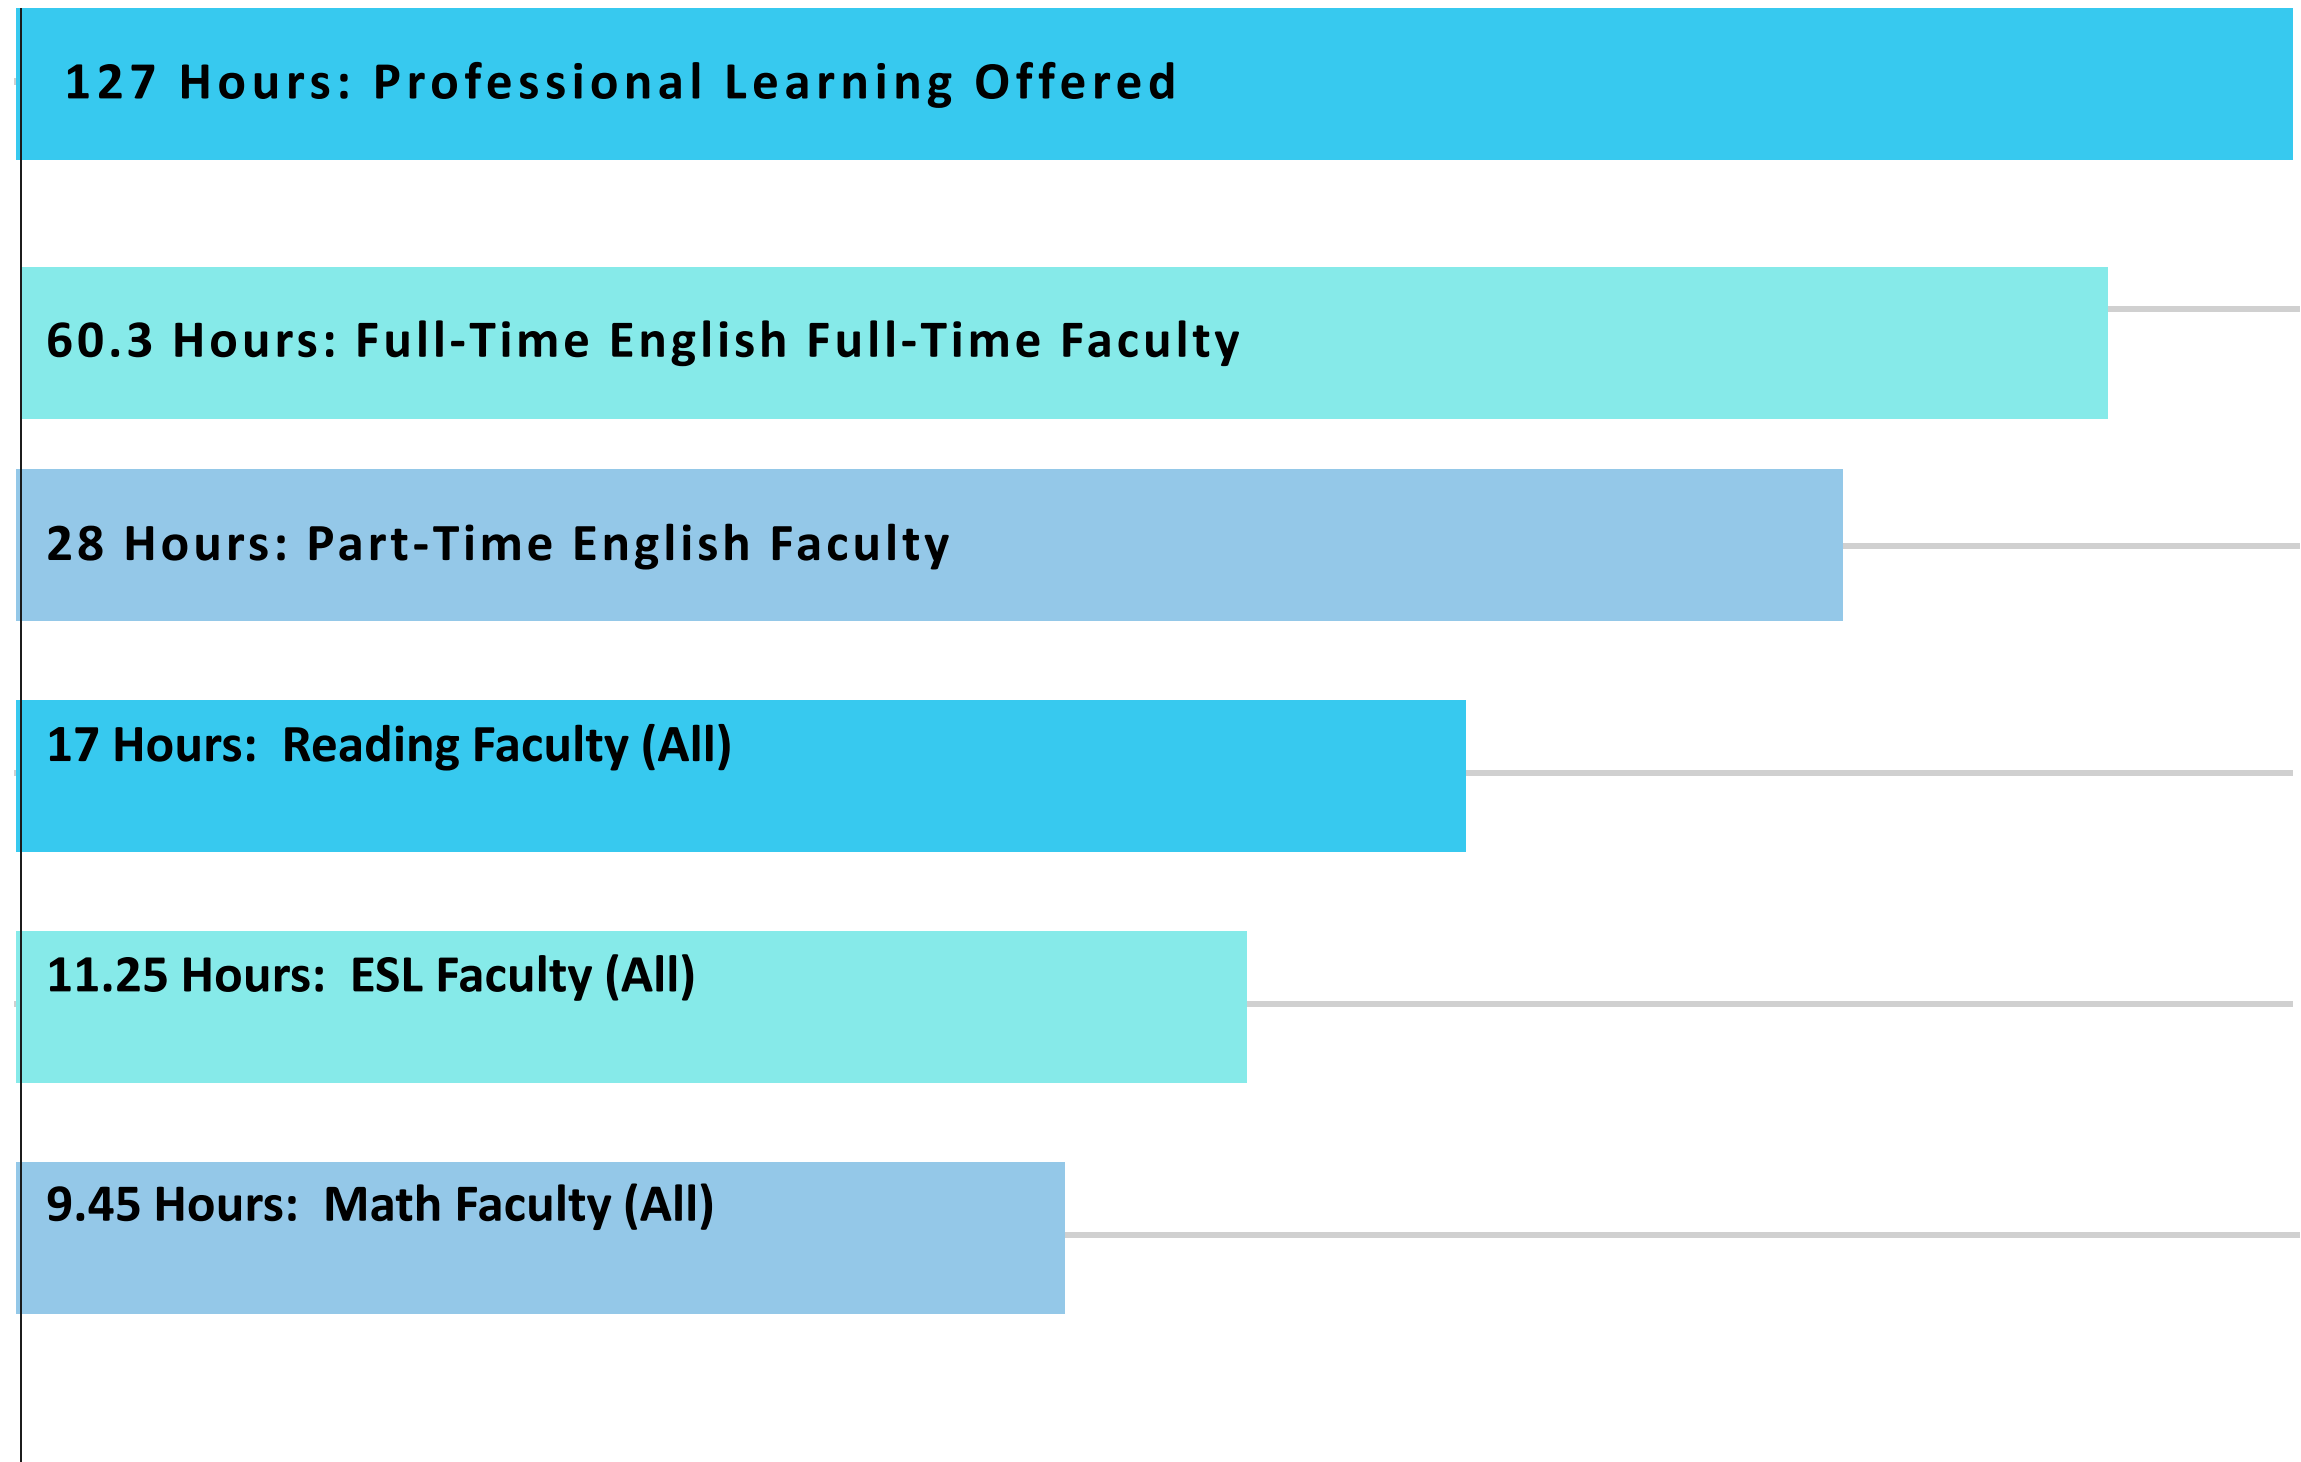 127 Hours: Professional Learning Offered
60.3 Hours: Full-Time English Full-Time Faculty
28 Hours: Part-Time English Faculty
17 Hours:  Reading Faculty (All)
11.25 Hours:  ESL Faculty (All)
9.45 Hours:  Math Faculty (All)